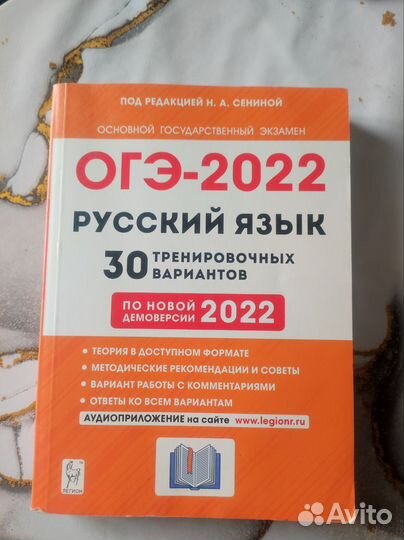 ПОД РЕДАКЦИЕЙ Н. А. СЕНИНОЙ
ОСНОВНОЙ ГОСУДАРСТВЕННЫЙ ЭКЗАМЕН
ОГЭ-2022
РУССКИЙ ЯЗЫК
30 ТРЕНИРОВОЧНЫХ
ВАРИАНТОВ
ПО НОВОЙ
ДЕМОВЕРСИИ 2022
• ТЕОРИЯ В ДОСТУПНОМ ФОРМАТЕ
• МЕТОДИЧЕСКИЕ РЕКОМЕНДАЦИИ И СОВЕТЫ
• ВАРИАНТ РАБОТЫ С КОММЕНТАРИЯМИ
• ОТВЕТЫ КО ВСЕМ ВАРИАНТАМ
АУДИОПРИЛОЖЕНИЕ на сайте www.legionr.ru
ЛЕГИОН
Avito